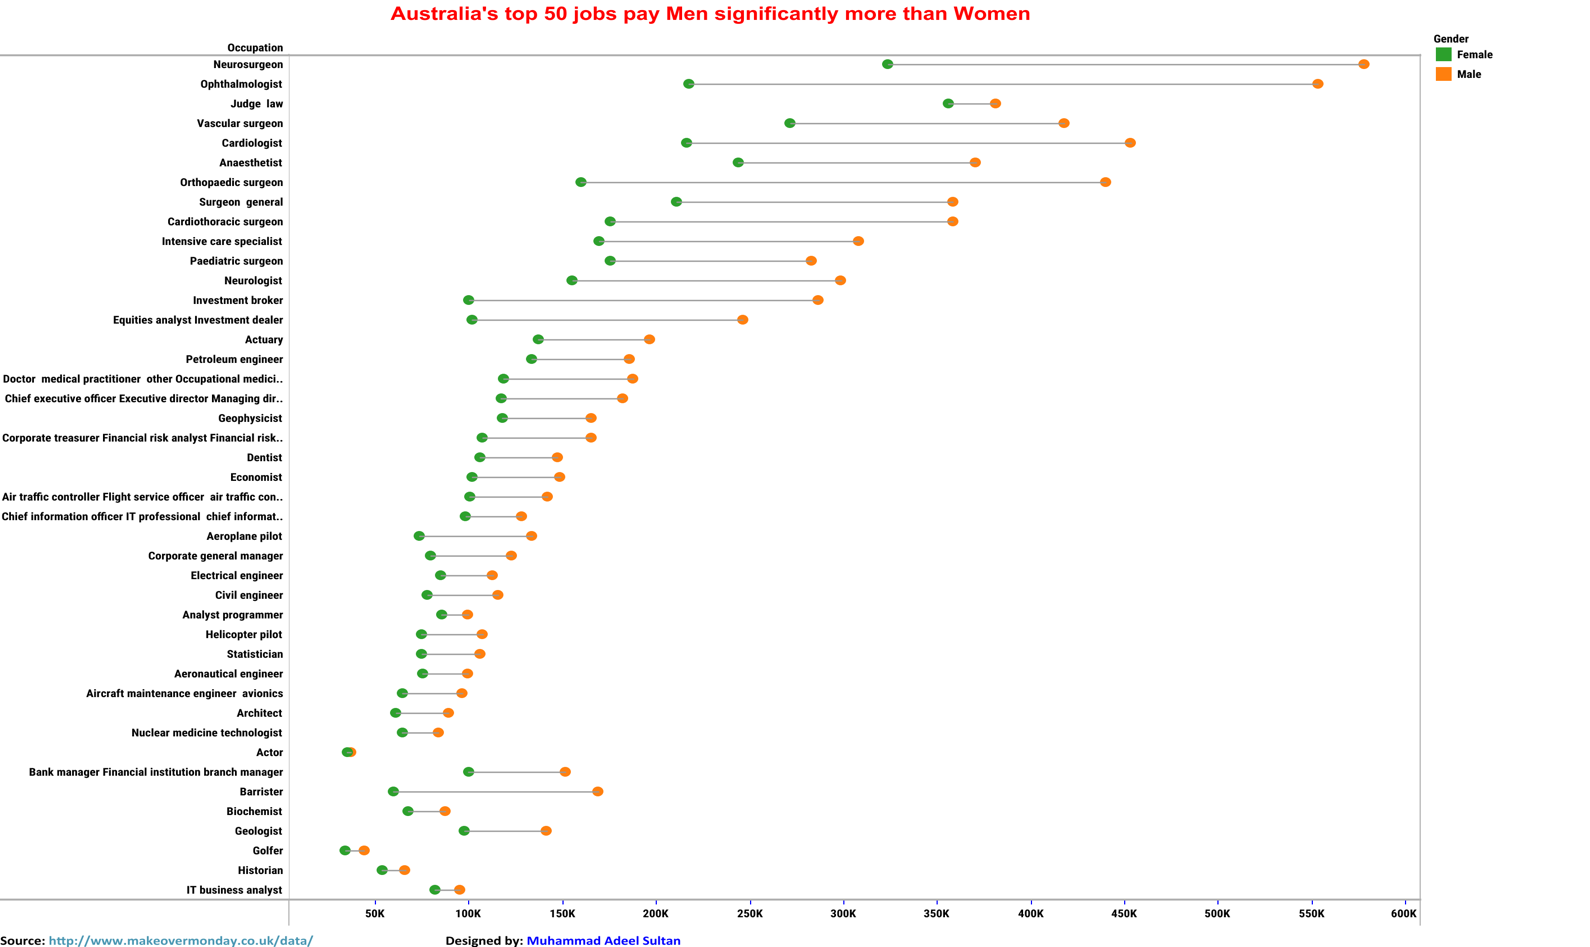 Australia's top 50 jobs pay Men significantly more than Women
Occupation
Gender
Female
Male
Neurosurgeon
Ophthalmologist
Judge  law
Vascular surgeon
Cardiologist
Anaesthetist
Orthopaedic surgeon
Surgeon  general
Cardiothoracic surgeon
Intensive care specialist
Paediatric surgeon
Neurologist
Investment broker
Equities analyst Investment dealer
Actuary
Petroleum engineer
Doctor  medical practitioner  other Occupational medici..
Chief executive officer Executive director Managing dir..
Geophysicist
Corporate treasurer Financial risk analyst Financial risk..
Dentist
Economist
Air traffic controller Flight service officer  air traffic con..
Chief information officer IT professional  chief informat..
Aeroplane pilot
Corporate general manager
Electrical engineer
Civil engineer
Analyst programmer
Helicopter pilot
Statistician
Aeronautical engineer
Aircraft maintenance engineer  avionics
Architect
Nuclear medicine technologist
Actor
Bank manager Financial institution branch manager
Barrister
Biochemist
Geologist
Golfer
Historian
IT business analyst
50K 100K 150K 200K 250K 300K 350K 400K 450K 500K 550K 600K
Source: http://www.makeovermonday.co.uk/data/ Designed by: Muhammad Adeel Sultan